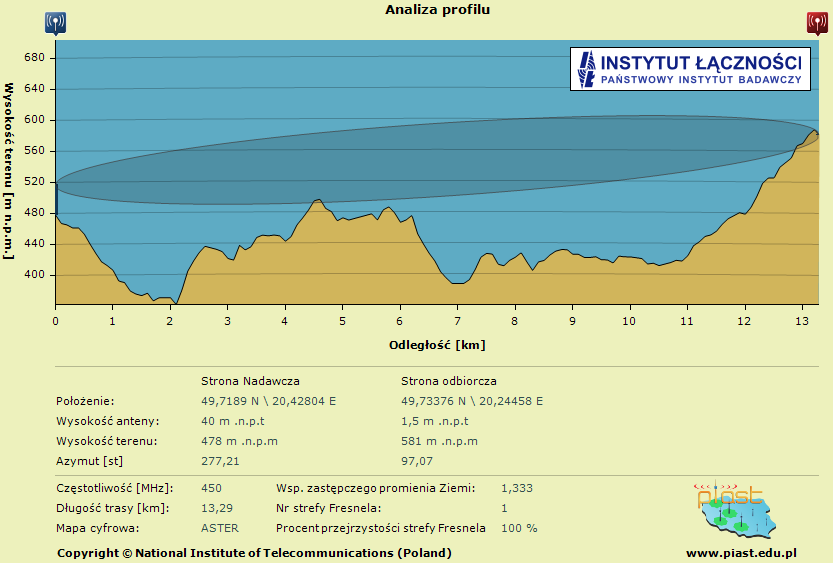 Analiza profilu
INSTYTUT ŁĄCZNOŚCI
PAŃSTWOWY INSTYTUT BADAWCZY
Wysokość terenu [m n.p.m.]
680
640
600
560
520
480
440
400
0 1 2 3 4 5 6 7 8 9 10 11 12 13
Odległość [km]
Strona Nadawcza Strona odbiorcza
Położenie: 49,7189 N \ 20,42804 E 49,73376 N \ 20,24458 E
Wysokość anteny: 40 m .n.p.t 1,5 m .n.p.t
Wysokość terenu: 478 m .n.p.m 581 m .n.p.m
Azymut [st] 277,21 97,07
Częstotliwość [MHz]: 450 Wsp. zastępczego promienia Ziemi: 1,333
Długość trasy [km]: 13,29 Nr strefy Fresnela: 1
Mapa cyfrowa: ASTER Procent przejrzystości strefy Fresnela 100 %
piast
Copyright © National Institute of Telecommunications (Poland) www.piast.edu.pl